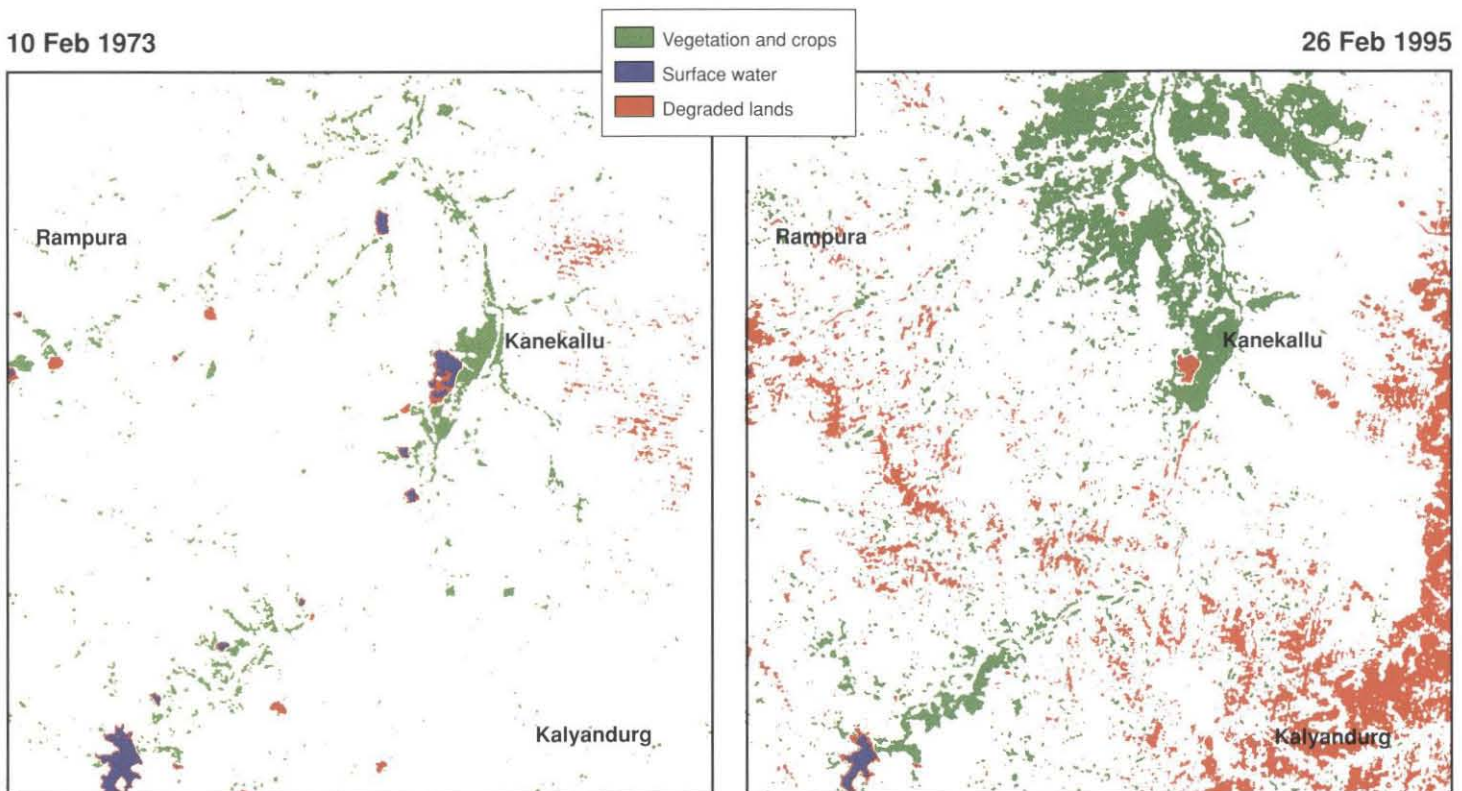 10 Feb 1973
Vegetation and crops
Surface water
Degraded lands
26 Feb 1995
Rampura
Kanekallu
Kalyandurg
Rampura
Kanekallu
Kalyandurg